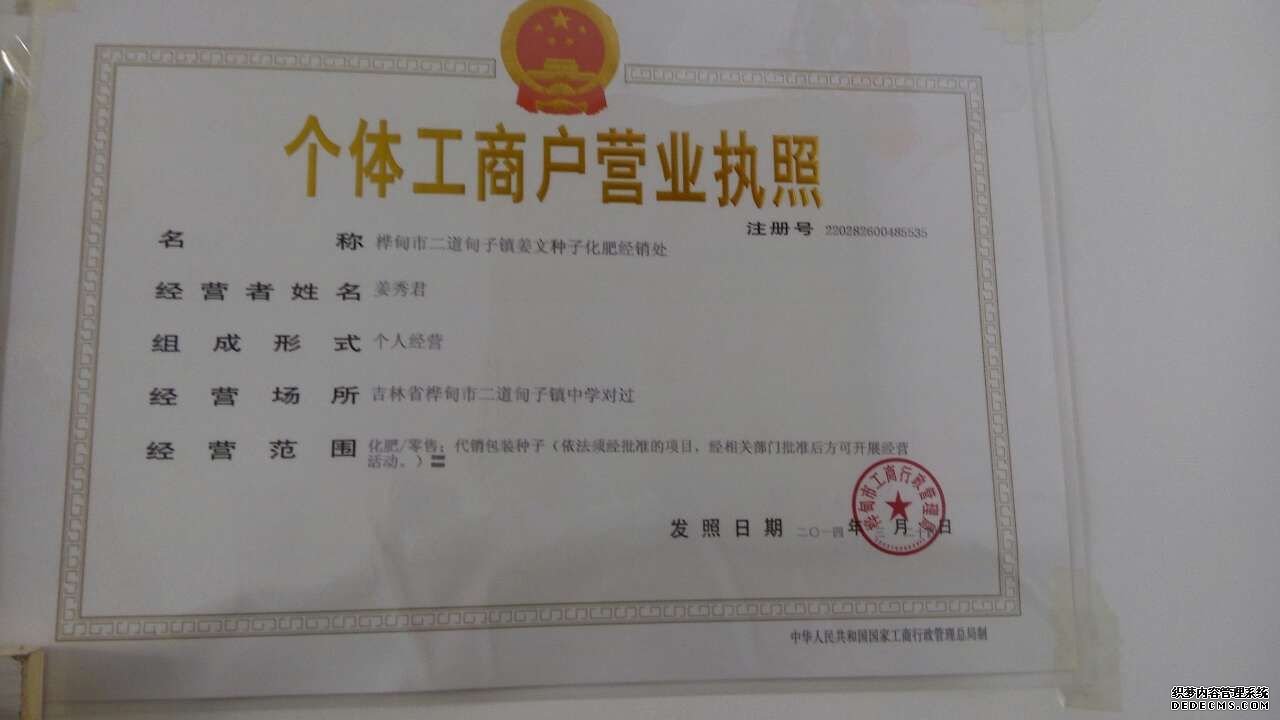 个体工商户营业执照
注册号 220282600485535
名称 桦甸市二道甸子镇姜文种子化肥经销处
经营者姓名 姜秀君
组成形式 个人经营
经营场所 吉林省桦甸市二道甸子镇中学对过
经营范围 化肥/零售；代销包装种子（依法须经批准的项目，经相关部门批准后方可开展经营
活动。）
桦甸市工商行政管理局
发照日期 二〇一四年 月 日
中华人民共和国国家工商行政管理总局制
织梦内容管理系统
DEDECMS.COM